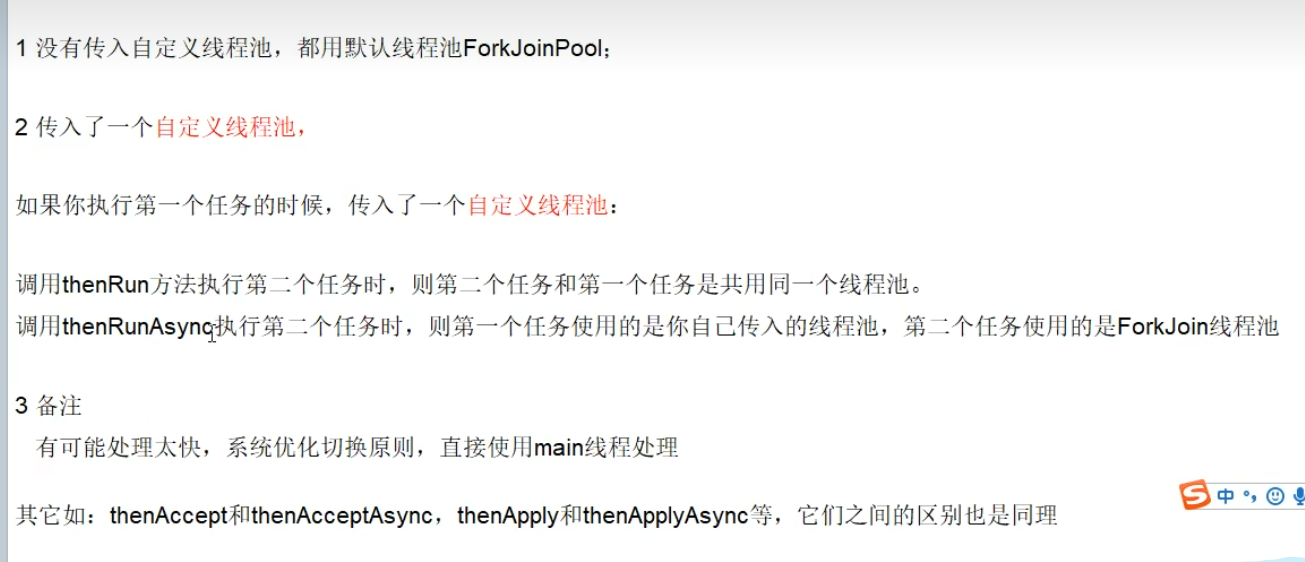 1 没有传入自定义线程池，都用默认线程池ForkJoinPool；
2 传入了一个自定义线程池，
如果你执行第一个任务的时候，传入了一个自定义线程池：
调用thenRun方法执行第二个任务时，则第二个任务和第一个任务是共用同一个线程池。
调用thenRunAsync执行第二个任务时，则第一个任务使用的是你自己传入的线程池，第二个任务使用的是ForkJoin线程池
3 备注
有可能处理太快，系统优化切换原则，直接使用main线程处理
S 中
其它如：thenAccept和thenAcceptAsync，thenApply和thenApplyAsync等，它们之间的区别也是同理